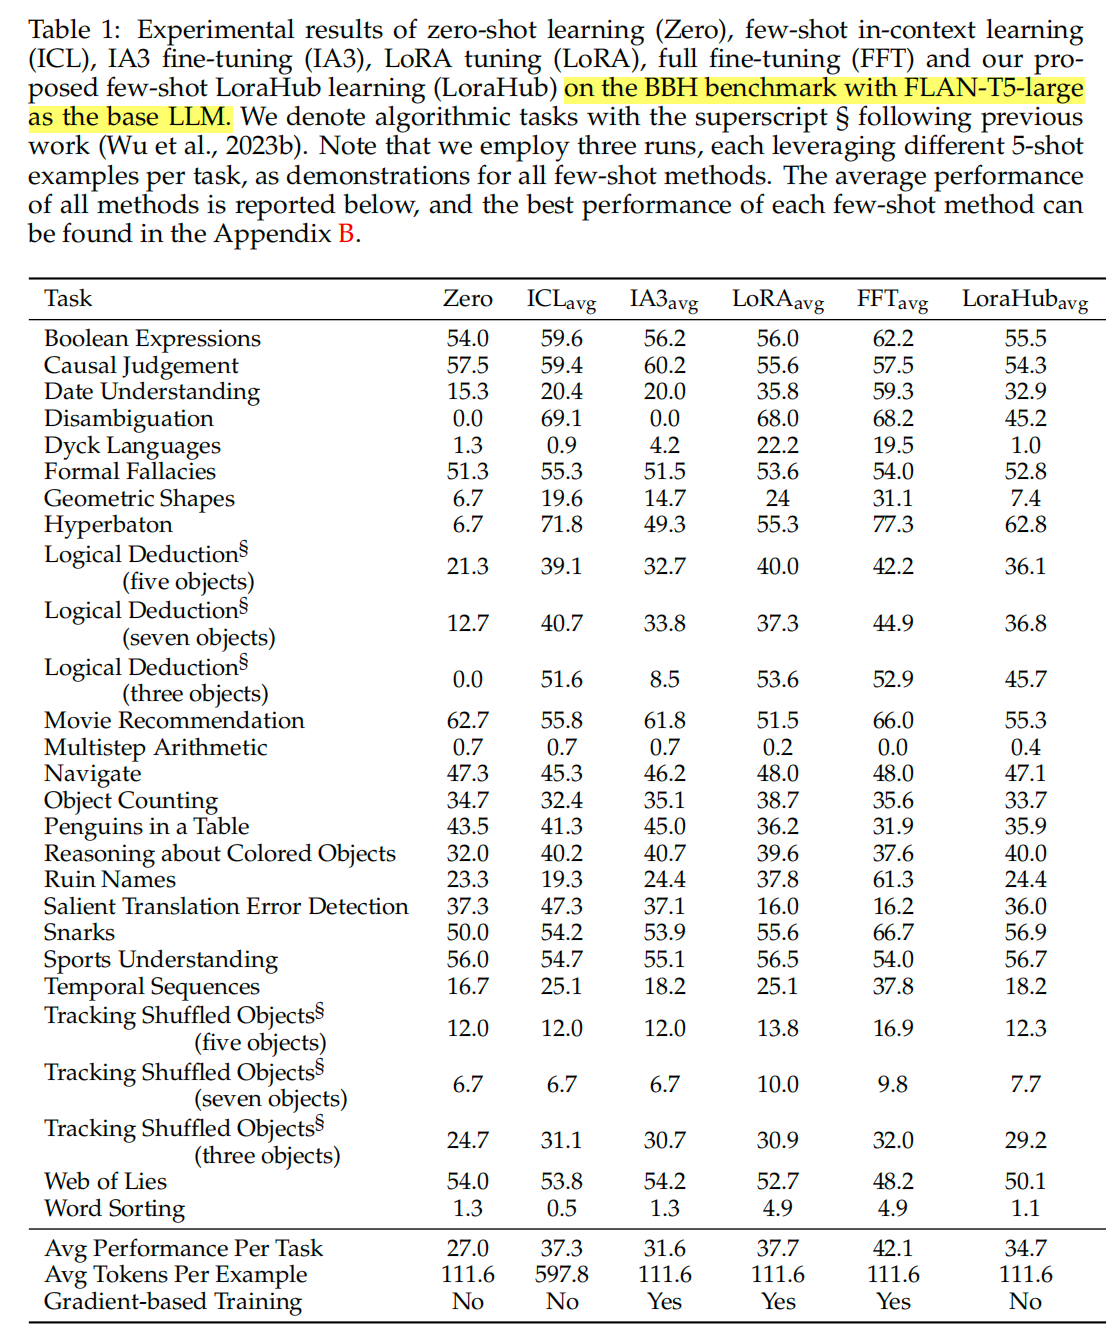 Table 1: Experimental results of zero-shot learning (Zero), few-shot in-context learning
(ICL), IA3 fine-tuning (IA3), LoRA tuning (LoRA), full fine-tuning (FFT) and our pro-
posed few-shot LoraHub learning (LoraHub) on the BBH benchmark with FLAN-T5-large
as the base LLM. We denote algorithmic tasks with the superscript § following previous
work (Wu et al., 2023b). Note that we employ three runs, each leveraging different 5-shot
examples per task, as demonstrations for all few-shot methods. The average performance
of all methods is reported below, and the best performance of each few-shot method can
be found in the Appendix B.
Task Zero ICLavg IA3avg LoRAavg FFTavg LoraHubavg
Boolean Expressions 54.0 59.6 56.2 56.0 62.2 55.5
Causal Judgement 57.5 59.4 60.2 55.6 57.5 54.3
Date Understanding 15.3 20.4 20.0 35.8 59.3 32.9
Disambiguation 0.0 69.1 0.0 68.0 68.2 45.2
Dyck Languages 1.3 0.9 4.2 22.2 19.5 1.0
Formal Fallacies 51.3 55.3 51.5 53.6 54.0 52.8
Geometric Shapes 6.7 19.6 14.7 24 31.1 7.4
Hyperbaton 6.7 71.8 49.3 55.3 77.3 62.8
Logical Deduction§
(five objects) 21.3 39.1 32.7 40.0 42.2 36.1
Logical Deduction§
(seven objects) 12.7 40.7 33.8 37.3 44.9 36.8
Logical Deduction§
(three objects) 0.0 51.6 8.5 53.6 52.9 45.7
Movie Recommendation 62.7 55.8 61.8 51.5 66.0 55.3
Multistep Arithmetic 0.7 0.7 0.7 0.2 0.0 0.4
Navigate 47.3 45.3 46.2 48.0 48.0 47.1
Object Counting 34.7 32.4 35.1 38.7 35.6 33.7
Penguins in a Table 43.5 41.3 45.0 36.2 31.9 35.9
Reasoning about Colored Objects 32.0 40.2 40.7 39.6 37.6 40.0
Ruin Names 23.3 19.3 24.4 37.8 61.3 24.4
Salient Translation Error Detection 37.3 47.3 37.1 16.0 16.2 36.0
Snarks 50.0 54.2 53.9 55.6 66.7 56.9
Sports Understanding 56.0 54.7 55.1 56.5 54.0 56.7
Temporal Sequences 16.7 25.1 18.2 25.1 37.8 18.2
Tracking Shuffled Objects§
(five objects) 12.0 12.0 12.0 13.8 16.9 12.3
Tracking Shuffled Objects§
(seven objects) 6.7 6.7 6.7 10.0 9.8 7.7
Tracking Shuffled Objects§
(three objects) 24.7 31.1 30.7 30.9 32.0 29.2
Web of Lies 54.0 53.8 54.2 52.7 48.2 50.1
Word Sorting 1.3 0.5 1.3 4.9 4.9 1.1
Avg Performance Per Task 27.0 37.3 31.6 37.7 42.1 34.7
Avg Tokens Per Example 111.6 597.8 111.6 111.6 111.6 111.6
Gradient-based Training No No Yes Yes Yes No